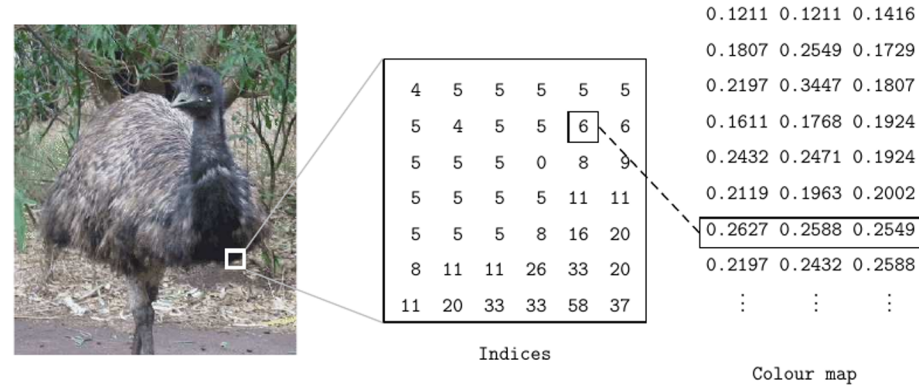 4 5 5 5 5 5
5 4 5 5 6 6
5 5 5 0 8 9
5 5 5 5 11 11
5 5 5 8 16 20
8 11 11 26 33 20
11 20 33 33 58 37
Indices
0.1211 0.1211 0.1416
0.1807 0.2549 0.1729
0.2197 0.3447 0.1807
0.1611 0.1768 0.1924
0.2432 0.2471 0.1924
0.2119 0.1963 0.2002
0.2627 0.2588 0.2549
0.2197 0.2432 0.2588
⋮ ⋮ ⋮
Colour map